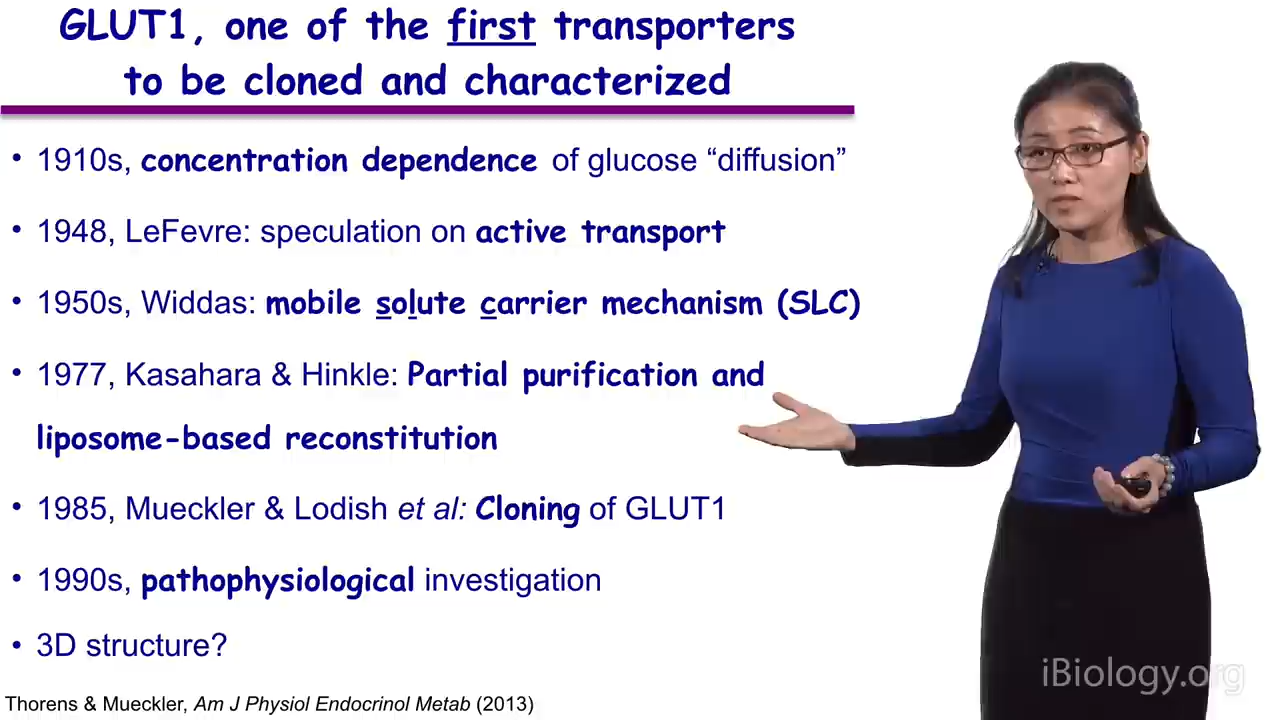 GLUT1, one of the first transporters
to be cloned and characterized
• 1910s, concentration dependence of glucose “diffusion”
• 1948, LeFevre: speculation on active transport
• 1950s, Widdas: mobile solute carrier mechanism (SLC)
• 1977, Kasahara & Hinkle: Partial purification and
liposome-based reconstitution
• 1985, Mueckler & Lodish et al: Cloning of GLUT1
• 1990s, pathophysiological investigation
• 3D structure?
Thorens & Mueckler, Am J Physiol Endocrinol Metab (2013)
iBiology.org